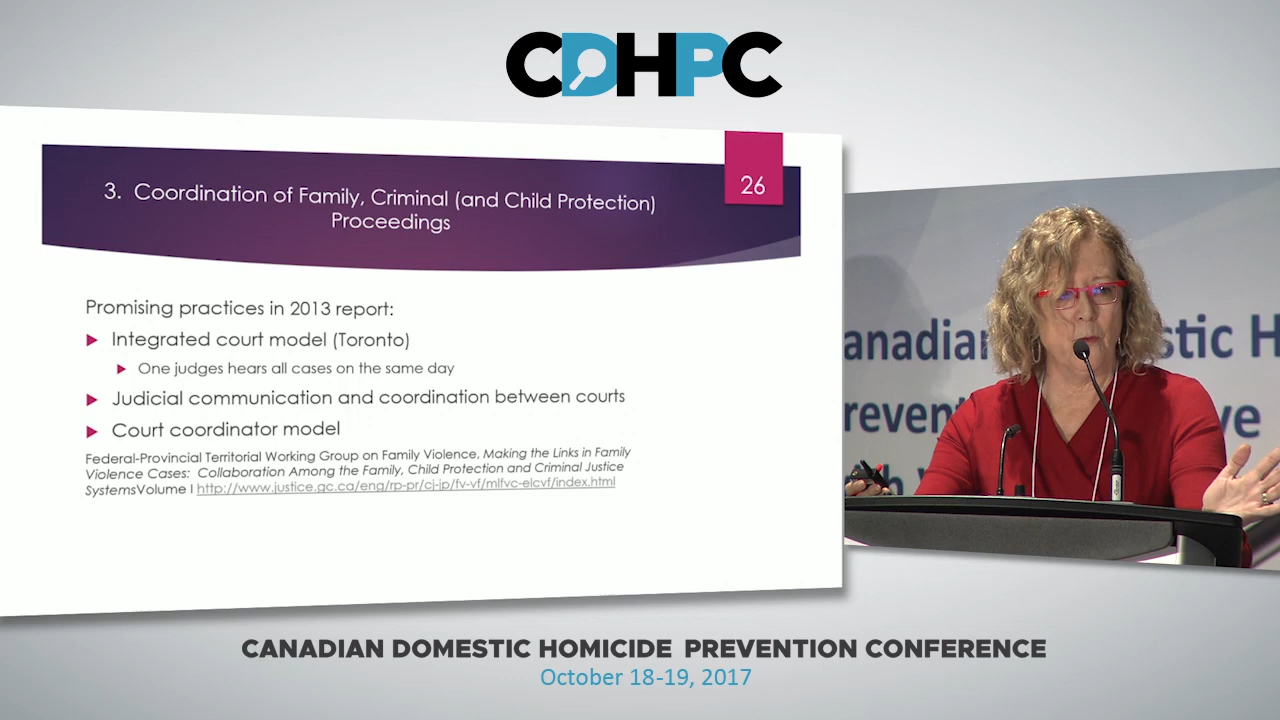 CDHPC
26
3. Coordination of Family, Criminal (and Child Protection)
Proceedings
Promising practices in 2013 report:
Integrated court model (Toronto)
One judges hears all cases on the same day
Judicial communication and coordination between courts
Court coordinator model
Federal-Provincial Territorial Working Group on Family Violence, Making the Links in Family
Violence Cases: Collaboration Among the Family, Child Protection and Criminal Justice
SystemsVolume I http://www.justice.gc.ca/eng/rp-pr/cj-jp/fv-vf/mlfvc-elcvf/index.html
anadian stic H
revent ve
CANADIAN DOMESTIC HOMICIDE PREVENTION CONFERENCE
October 18-19, 2017